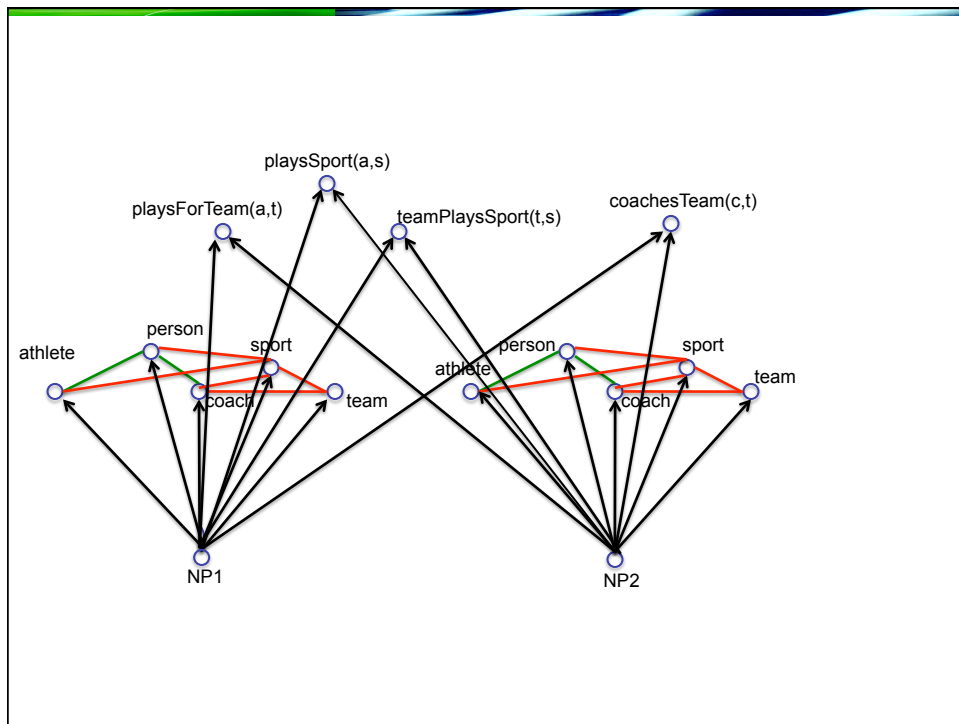 playsSport(a,s)
playsForTeam(a,t)
teamPlaysSport(t,s)
coachesTeam(c,t)
person
sport
athlete
coach
team
person
sport
athlete
team
coach
NP1
NP2